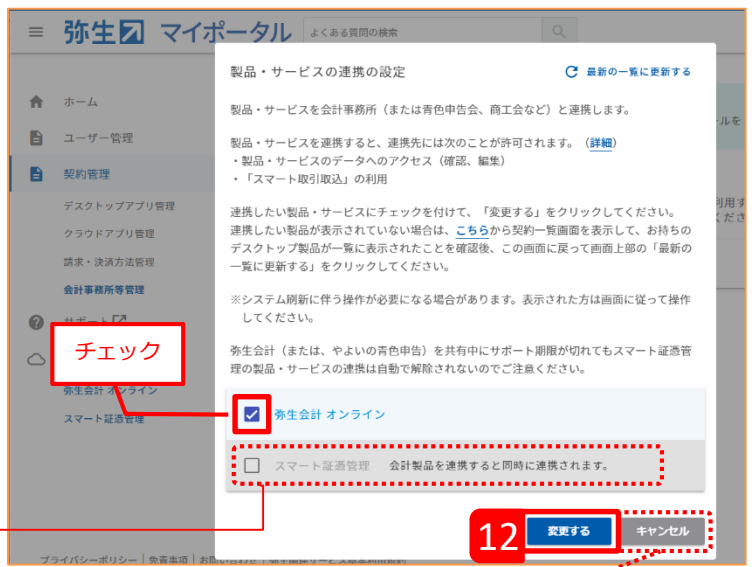 弥生 マイポータル
よくある質問の検索
ホーム
ユーザー管理
契約管理
デスクトップアプリ管理
クラウドアプリ管理
請求・決済方法管理
会計事務所等管理
サポート
弥生会計 オンライン
スマート証憑管理
チェック
製品・サービスの連携の設定
最新の一覧に更新する
製品・サービスを会計事務所（または青色申告会、商工会など）と連携します。
製品・サービスを連携すると、連携先には次のことが許可されます。（詳細）
・製品・サービスのデータへのアクセス（確認、編集）
・「スマート取引取込」の利用
連携したい製品・サービスにチェックを付けて、「変更する」をクリックしてください。
連携したい製品が表示されていない場合は、こちらから契約一覧画面を表示して、お持ちの
デスクトップ製品が一覧に表示されたことを確認後、この画面に戻って画面上部の「最新の
一覧に更新する」をクリックしてください。
※システム刷新に伴う操作が必要になる場合があります。表示された方は画面に従って操作
してください。
弥生会計（または、やよいの青色申告）を共有中にサポート期限が切れてもスマート証憑管
理の製品・サービスの連携は自動で解除されないのでご注意ください。
弥生会計 オンライン
スマート証憑管理 会計製品を連携すると同時に連携されます。
12
変更する
キャンセル
ルを
利用す
くださ
プライバシーポリシー｜免責事項｜お問い合わせ